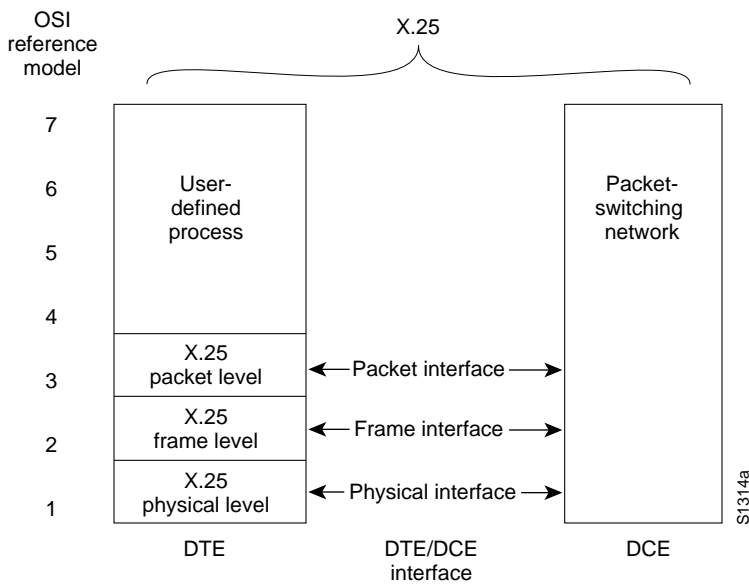 OSI
reference
model
X.25
7
6
5
4
3
2
1
User-
defined
process
X.25
packet level
X.25
frame level
X.25
physical level
Packet interface
Frame interface
Physical interface
Packet-
switching
network
DTE
DTE/DCE
interface
DCE
S1314a